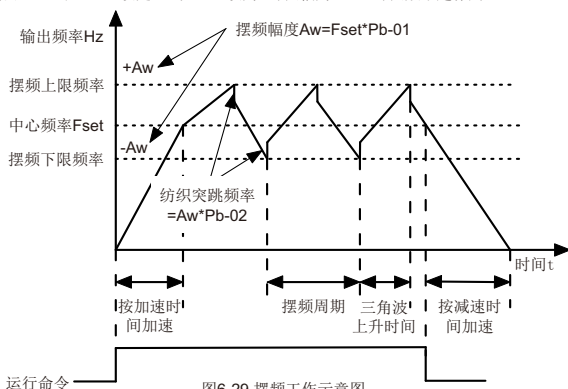 输出频率Hz
摆频幅度Aw=Fset*Pb-01
+Aw
摆频上限频率
中心频率Fset
-Aw
摆频下限频率
纺织突跳频率
=Aw*Pb-02
时间t
按加速时
间加速
摆频周期
三角波
上升时间
按减速时
间加速
运行命令
图6-29 摆频工作示意图